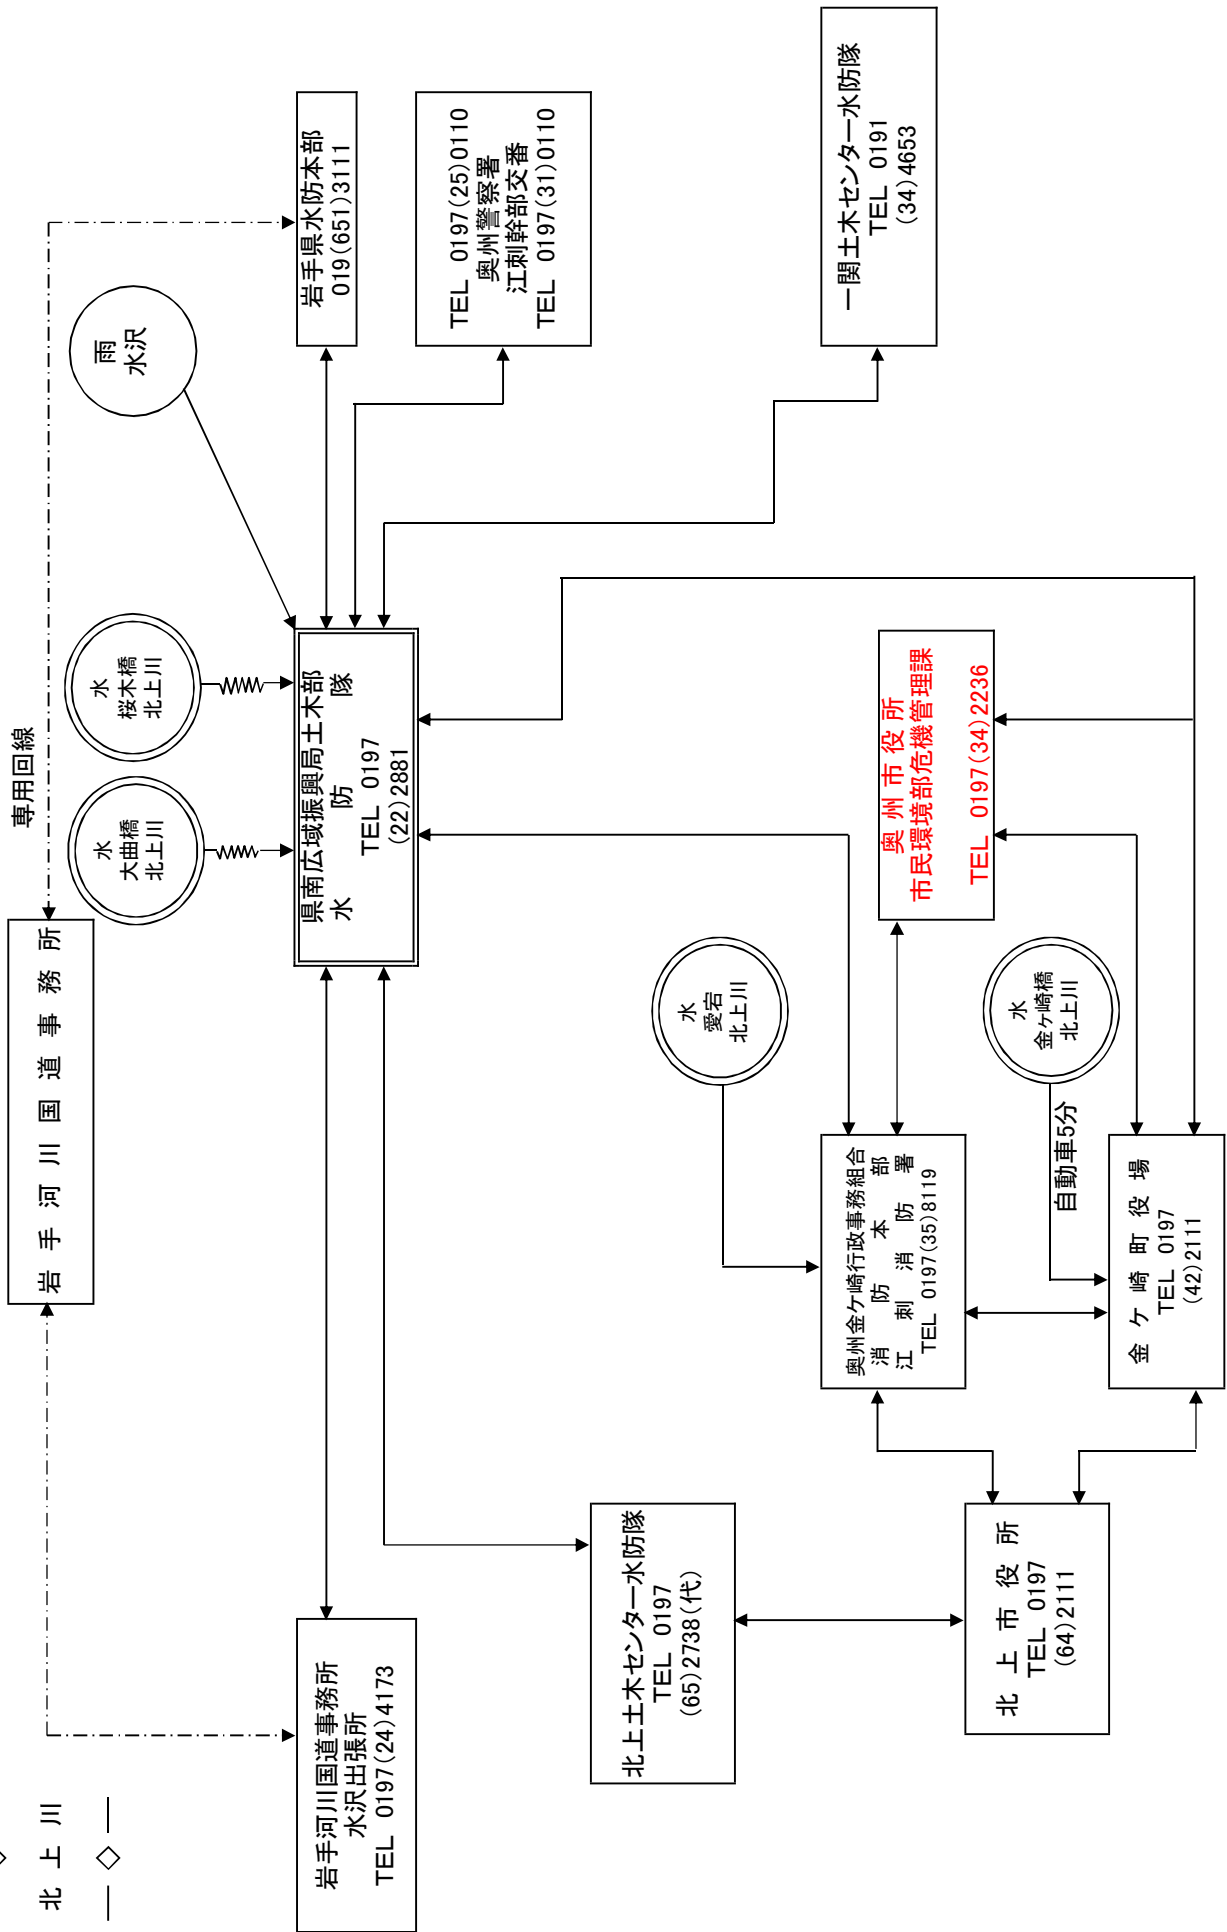 北上川
専用回線
岩手河川国道事務所
岩手河川国道事務所
水沢出張所
TEL 0197(24)4173
水
大曲橋
北上川
水
桜木橋
北上川
雨
水沢
県南広域振興局土木部
水防隊
TEL 0197
(22)2881
岩手県水防本部
019(651)3111
TEL 0197(25)0110
奥州警察署
江刺幹部交番
TEL 0197(31)0110
北上土木センター水防隊
TEL 0197
(65)2738(代)
水
愛宕
北上川
一関土木センター水防隊
TEL 0191
(34)4653
奥州金ケ崎行政事務組合
消防本部
江刺消防署
TEL 0197(35)8119
奥州市役所
市民環境部危機管理課
TEL 0197(34)2236
北上市役所
TEL 0197
(64)2111
水
金ヶ崎橋
北上川
自動車5分
金ケ崎町役場
TEL 0197
(42)2111